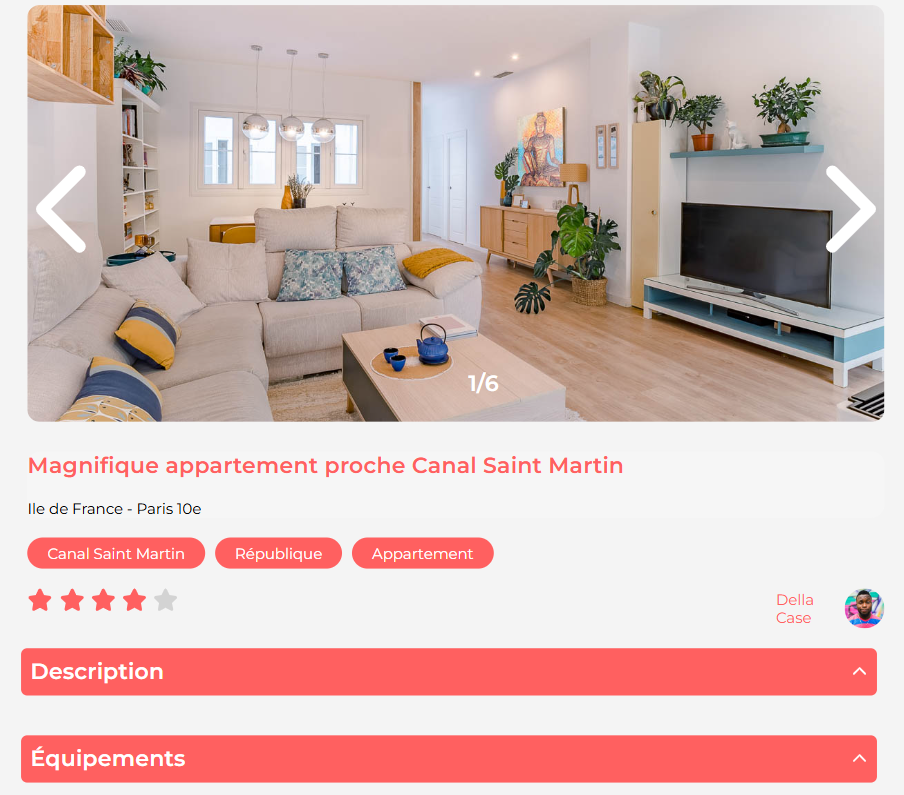 1/6
Magnifique appartement proche Canal Saint Martin
Ile de France - Paris 10e
Canal Saint Martin
République
Appartement
Della
Case
Description
Équipements